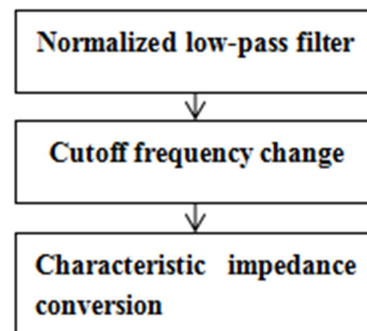 Normalized low-pass filter
Cutoff frequency change
Characteristic impedance
conversion